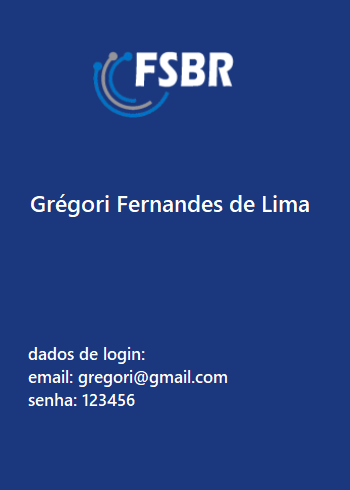 FSBR
Grégori Fernandes de Lima
dados de login:
email: gregori@gmail.com
senha: 123456